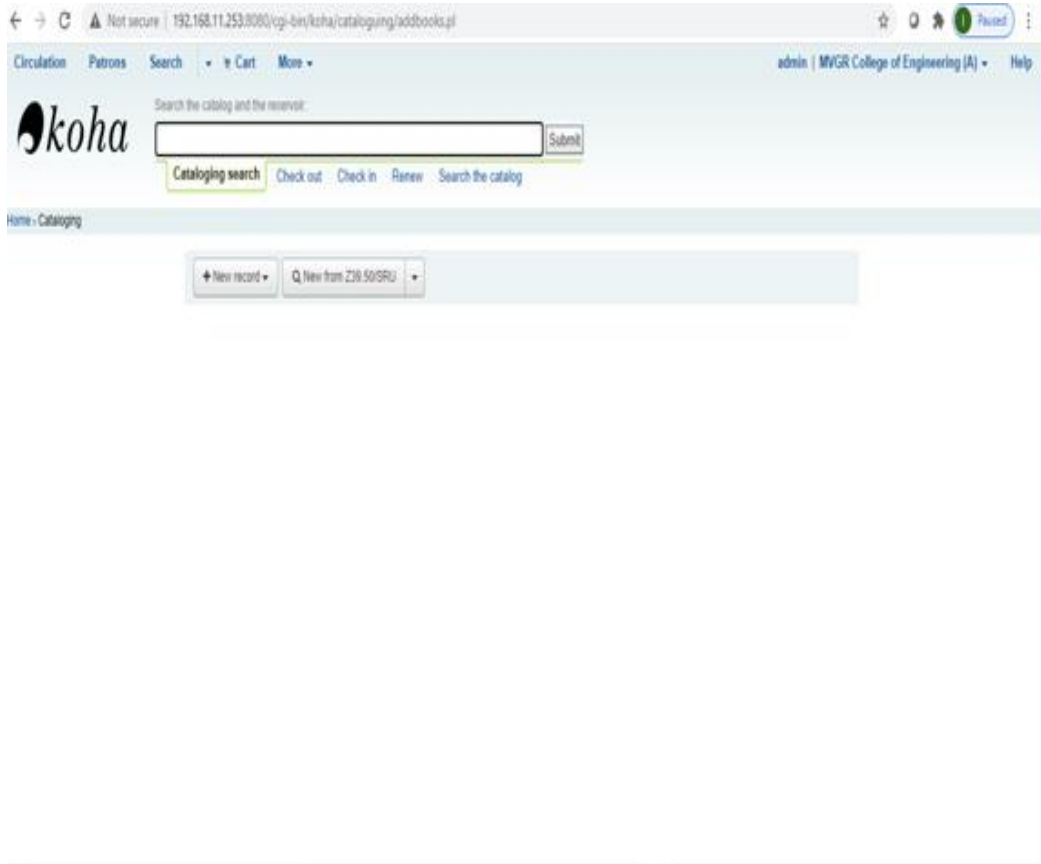 Not secure | 192.168.11.253:8080/cgi-bin/koha/cataloguing/addbooks.pl Paused
Circulation Patrons Search Cart More admin | MVGR College of Engineering (A) Help
Search the catalog and the reservoir:
koha
Submit
Cataloging search Check out Check in Renew Search the catalog
Home › Cataloging
+ New record New from Z39.50/SRU